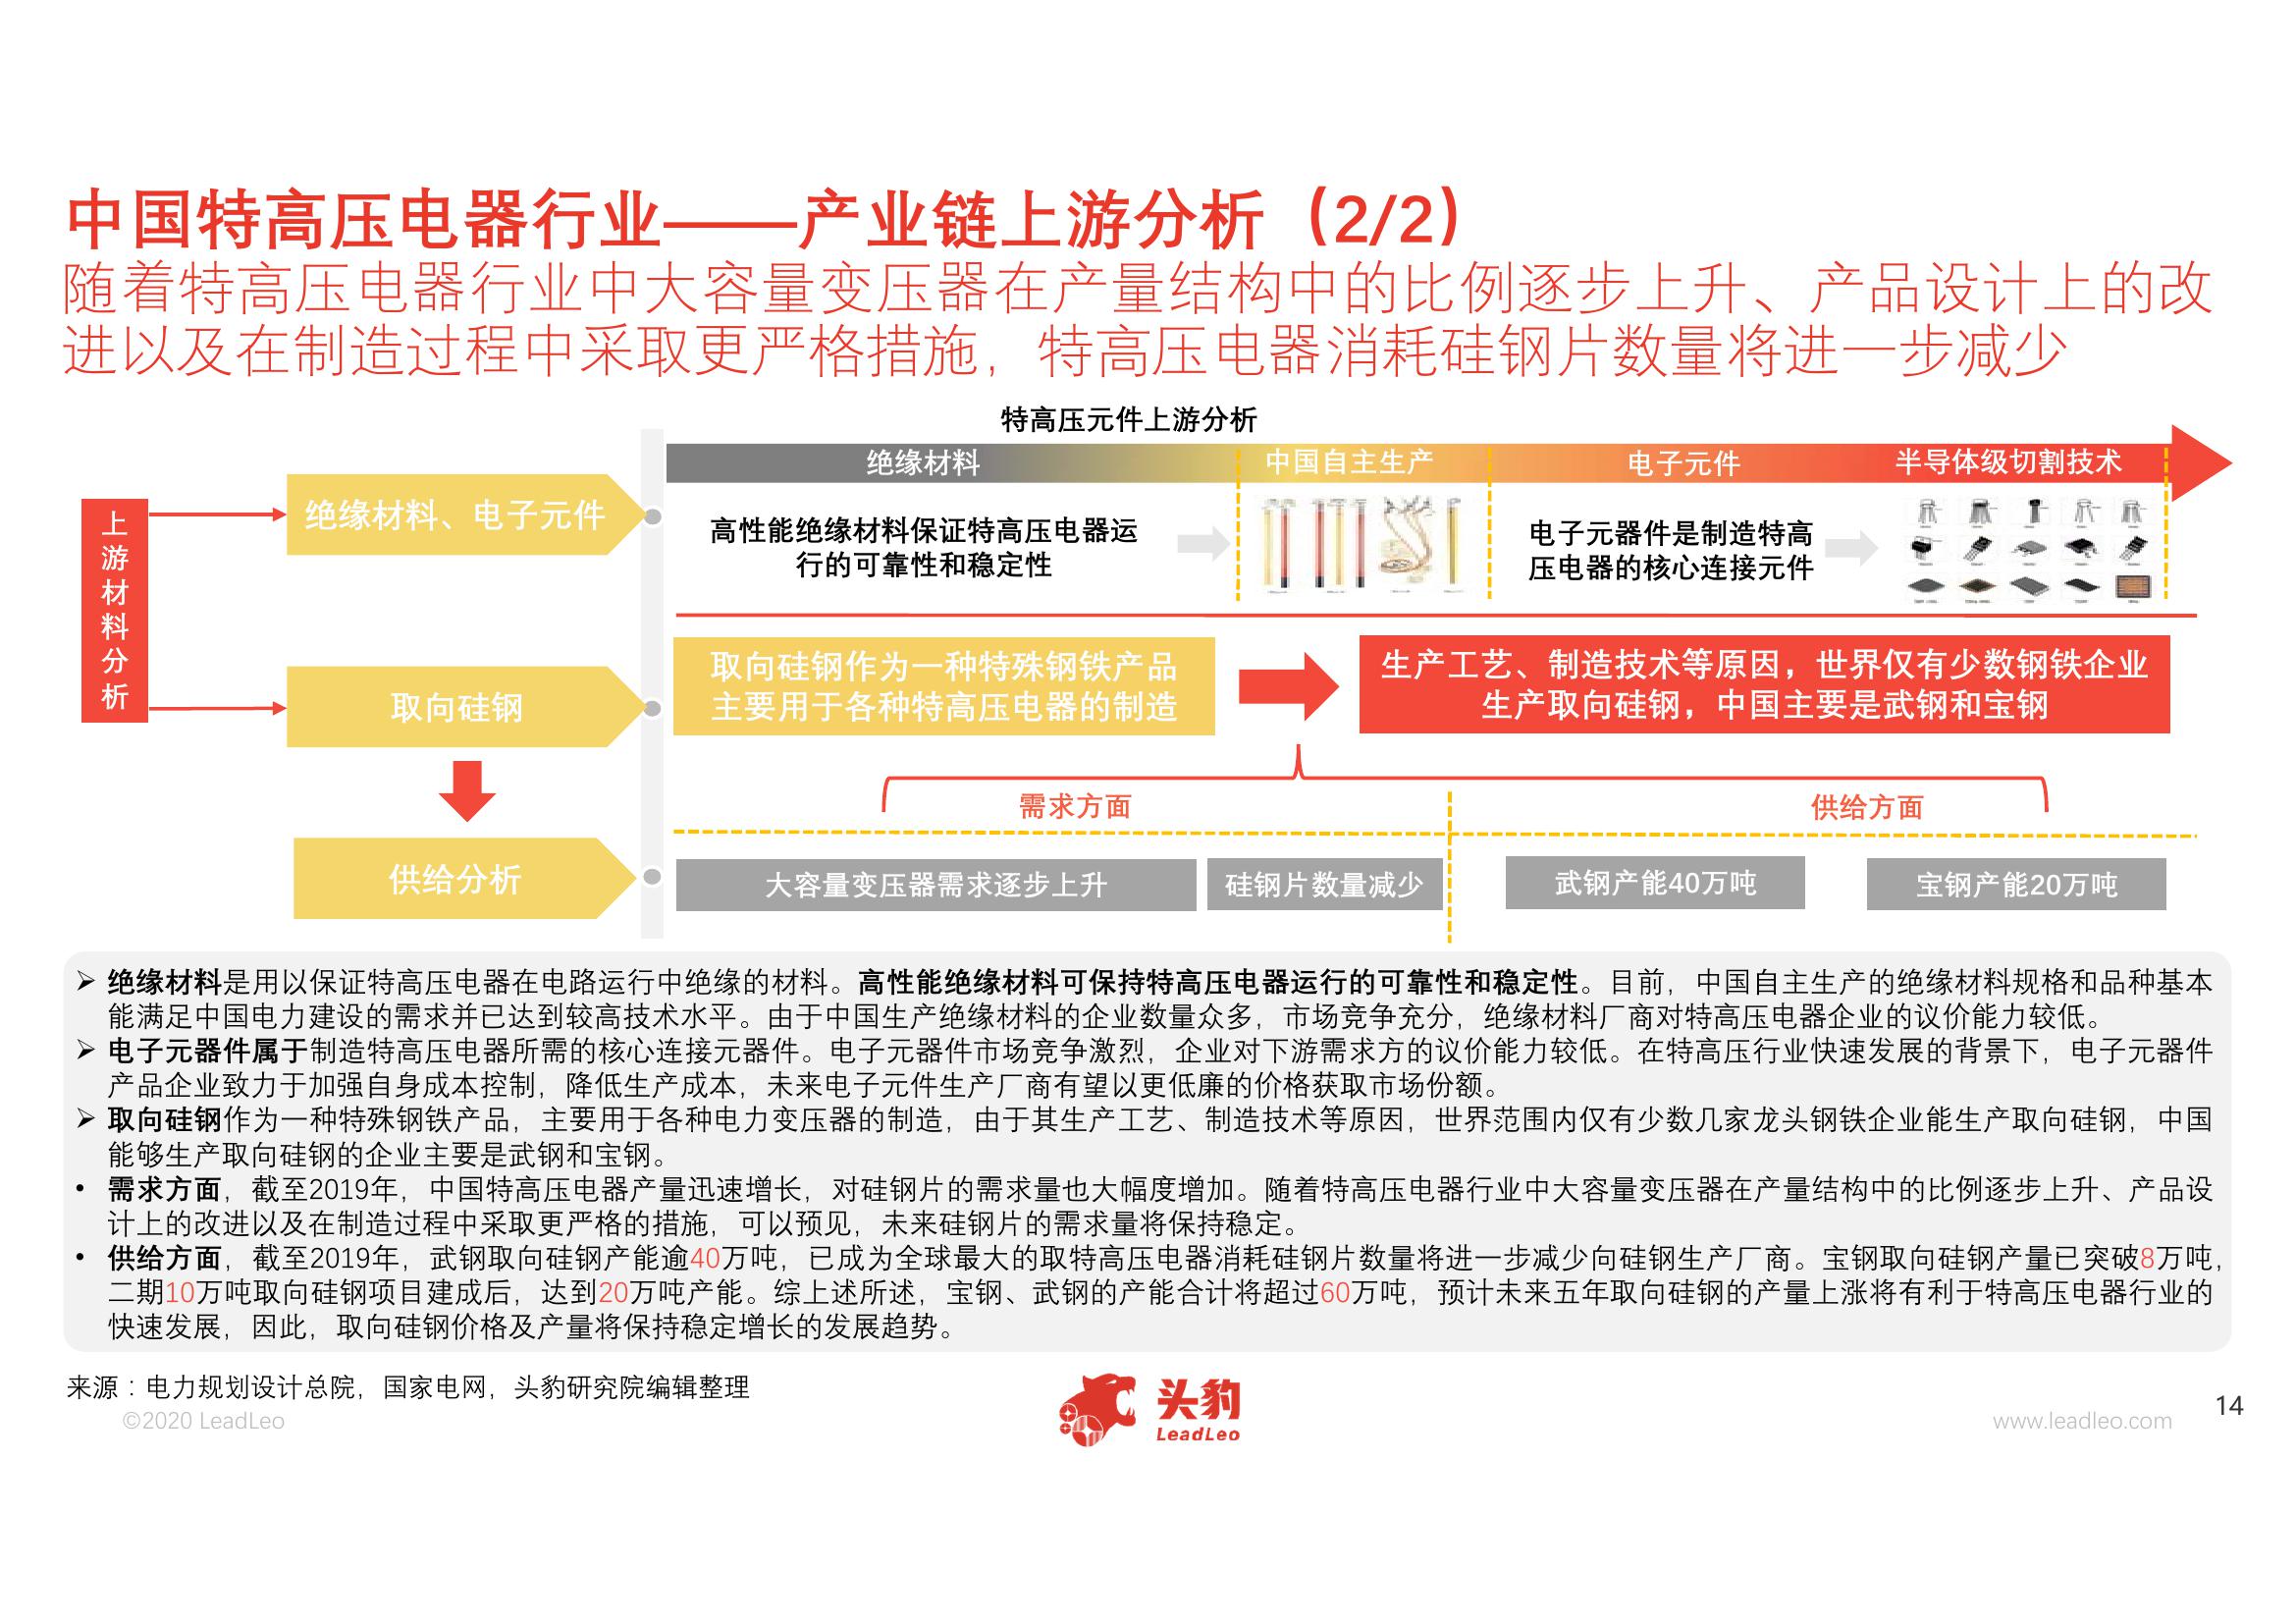 中国特高压电器行业——产业链上游分析（2/2）
随着特高压电器行业中大容量变压器在产量结构中的比例逐步上升、产品设计上的改
进以及在制造过程中采取更严格措施，特高压电器消耗硅钢片数量将进一步减少
特高压元件上游分析
绝缘材料
中国自主生产
电子元件
半导体级切割技术
上游材料分析
绝缘材料、电子元件
高性能绝缘材料保证特高压电器运
行的可靠性和稳定性
电子元器件是制造特高
压电器的核心连接元件
取向硅钢
取向硅钢作为一种特殊钢铁产品
主要用于各种特高压电器的制造
生产工艺、制造技术等原因，世界仅有少数钢铁企业
生产取向硅钢，中国主要是武钢和宝钢
需求方面
供给方面
供给分析
大容量变压器需求逐步上升
硅钢片数量减少
武钢产能40万吨
宝钢产能20万吨
➢ 绝缘材料是用以保证特高压电器在电路运行中绝缘的材料。高性能绝缘材料可保持特高压电器运行的可靠性和稳定性。目前，中国自主生产的绝缘材料规格和品种基本
能满足中国电力建设的需求并已达到较高技术水平。由于中国生产绝缘材料的企业数量众多，市场竞争充分，绝缘材料厂商对特高压电器企业的议价能力较低。
➢ 电子元器件属于制造特高压电器所需的核心连接元器件。电子元器件市场竞争激烈，企业对下游需求方的议价能力较低。在特高压行业快速发展的背景下，电子元器件
产品企业致力于加强自身成本控制，降低生产成本，未来电子元件生产厂商有望以更低廉的价格获取市场份额。
➢ 取向硅钢作为一种特殊钢铁产品，主要用于各种电力变压器的制造，由于其生产工艺、制造技术等原因，世界范围内仅有少数几家龙头钢铁企业能生产取向硅钢，中国
能够生产取向硅钢的企业主要是武钢和宝钢。
• 需求方面，截至2019年，中国特高压电器产量迅速增长，对硅钢片的需求量也大幅度增加。随着特高压电器行业中大容量变压器在产量结构中的比例逐步上升、产品设
计上的改进以及在制造过程中采取更严格的措施，可以预见，未来硅钢片的需求量将保持稳定。
• 供给方面，截至2019年，武钢取向硅钢产能逾40万吨，已成为全球最大的取特高压电器消耗硅钢片数量将进一步减少向硅钢生产厂商。宝钢取向硅钢产量已突破8万吨，
二期10万吨取向硅钢项目建成后，达到20万吨产能。综上述所述，宝钢、武钢的产能合计将超过60万吨，预计未来五年取向硅钢的产量上涨将有利于特高压电器行业的
快速发展，因此，取向硅钢价格及产量将保持稳定增长的发展趋势。
来源：电力规划设计总院，国家电网，头豹研究院编辑整理
©2020 LeadLeo
头豹
LeadLeo
www.leadleo.com
14